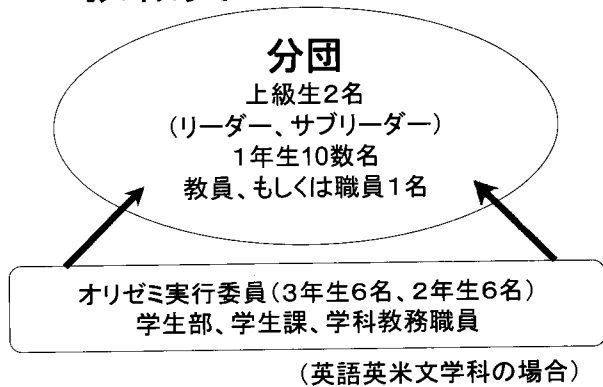 分団
上級生2名
(リーダー、サブリーダー)
1年生10数名
教員、もしくは職員1名
オリゼミ実行委員(3年生6名、2年生6名)
学生部、学生課、学科教務職員
(英語英米文学科の場合)